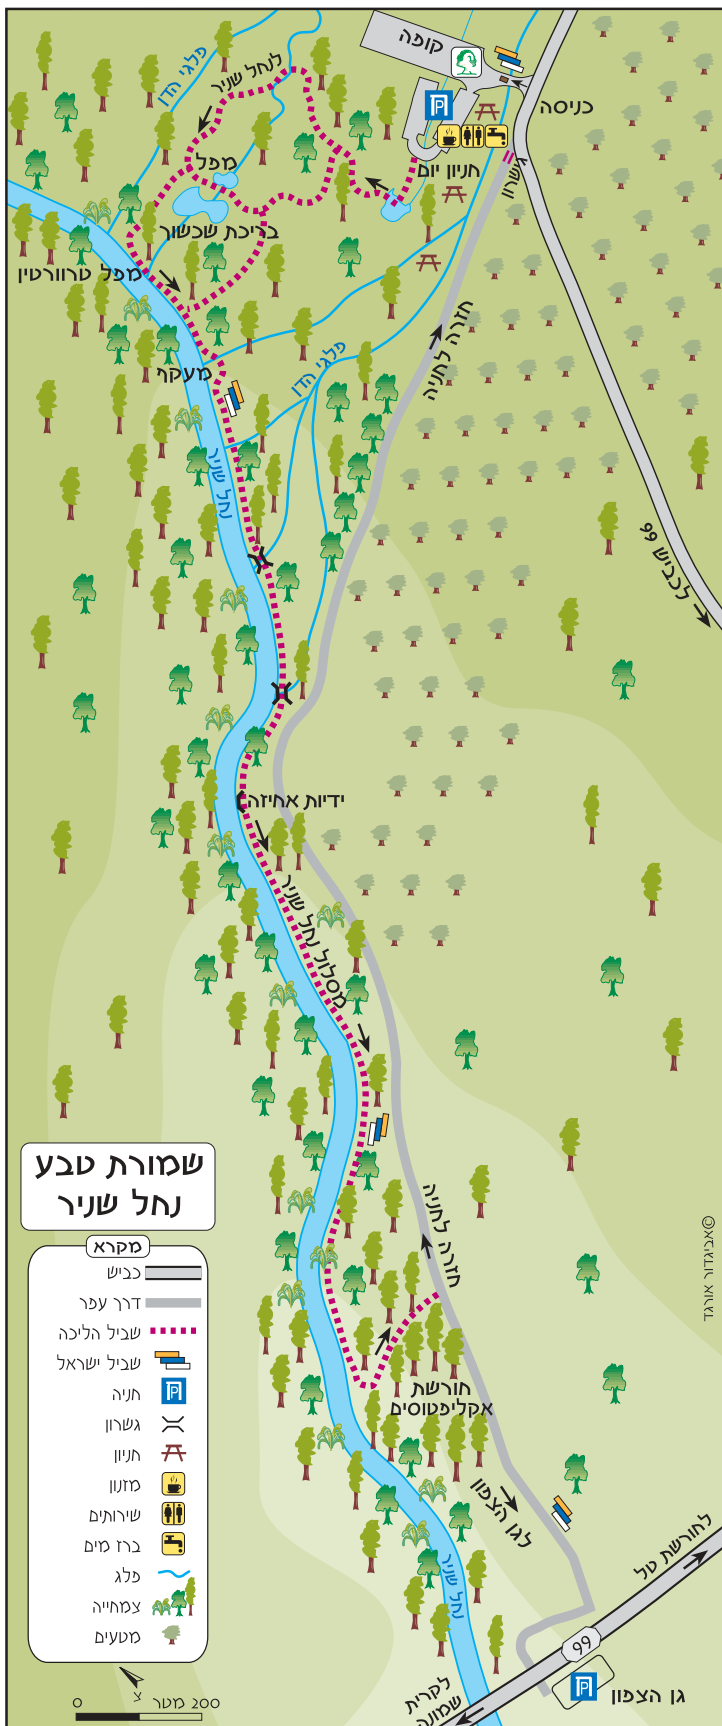 קופה
פלגי הדן
לנחל שניר
כניסה
מפל
חניון יום
גשרון
בריכת שכשוך
מפל טרוורטין
פלגי הדן
חזרה לחניה
מעקף
נחל שניר
לכביש 99
ידיות אחיזה
מסלול נחל שניר
שמורת טבע
נחל שניר
מקרא
כביש
דרך עפר
שביל הליכה
שביל ישראל
חניה
גשרון
חניון
מזנון
שירותים
ברז מים
פלג
צמחייה
מטעים
צ
0 מטר 200
חזרה לחניה
©אביגדור אורגד
חורשת
אקליפטוסים
לגן הצפון
לחורשת טל
נחל שניר
99
גן הצפון
לקרית
שמונה